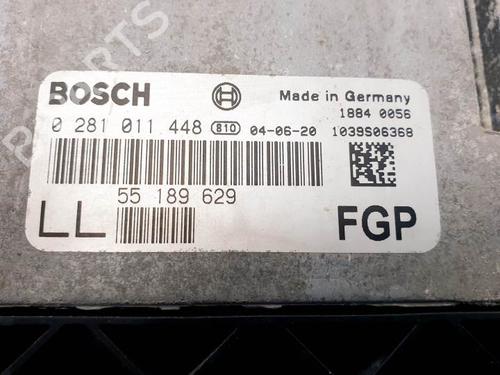 BOSCH
Made in Germany
1884 0056
0 281 011 448 810 04-06-20 1039S06368
55 189 629
LL
FGP
PARTS